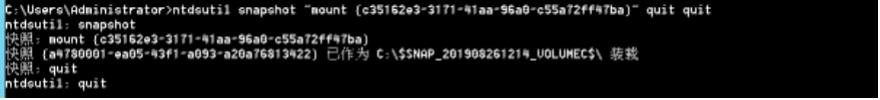 C:\Users\Administrator>ntdsutil snapshot "mount {c35162e3-3171-41aa-96a0-c55a72ff47ba}" quit quit
ntdsutil: snapshot
快照: mount {c35162e3-3171-41aa-96a0-c55a72ff47ba}
快照 {a4780001-ea05-43f1-a093-a20a76813422} 已作为 C:\$SNAP_201908261214_VOLUMEC$\ 装载
快照: quit
ntdsutil: quit